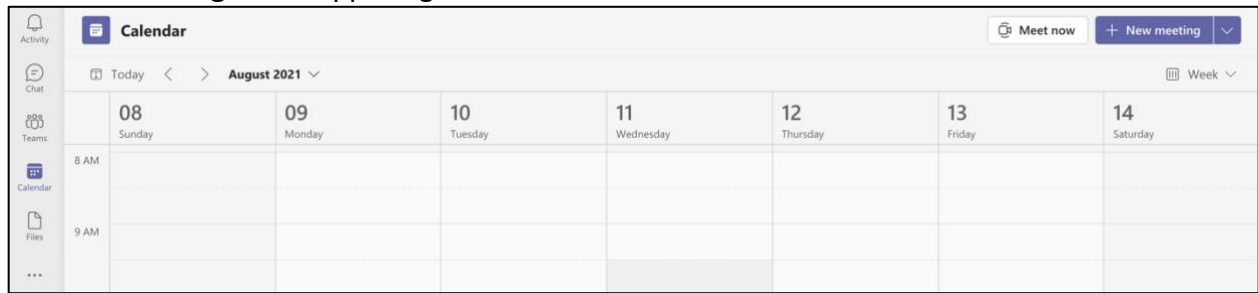 Activity
Calendar
Meet now
+ New meeting
Chat
Today < > August 2021
Week
Teams
08 09 10 11 12 13 14
Sunday Monday Tuesday Wednesday Thursday Friday Saturday
8 AM
Calendar
Files
9 AM
...